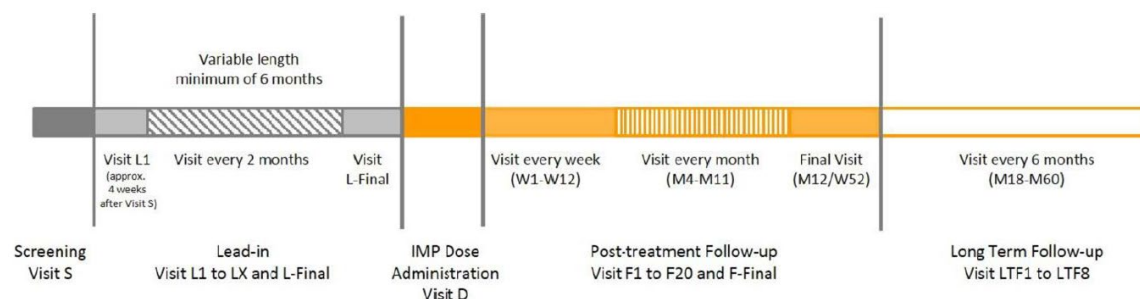 Variable length
minimum of 6 months
Visit L1
(approx.
4 weeks
after Visit S)
Visit every 2 months
Visit
L-Final
Visit every week
(W1-W12)
Visit every month
(M4-M11)
Final Visit
(M12/W52)
Visit every 6 months
(M18-M60)
Screening
Visit S
Lead-in
Visit L1 to LX and L-Final
IMP Dose
Administration
Visit D
Post-treatment Follow-up
Visit F1 to F20 and F-Final
Long Term Follow-up
Visit LTF1 to LTF8